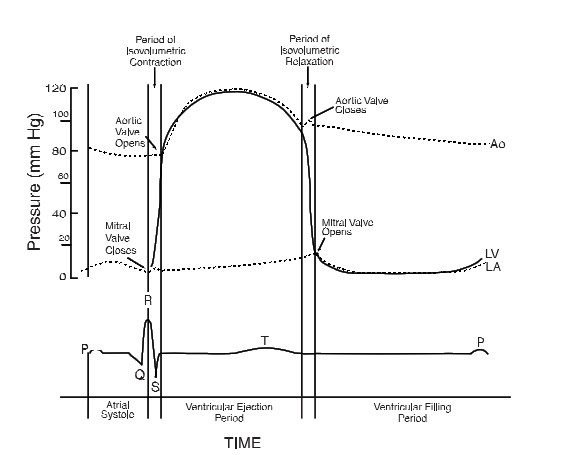 Period of
Isovolumetric
Contraction
Period of
Isovolumetric
Relaxation
120
100
80
60
40
20
0
Pressure (mm Hg)
Aortic
Valve
Opens
Aortic Valve
Closes
Ao
Mitral
Valve
Closes
Mitral Valve
Opens
LV
LA
R
P
Q
S
T
P
Atrial
Systole
Ventricular Ejection
Period
Ventricular Filling
Period
TIME